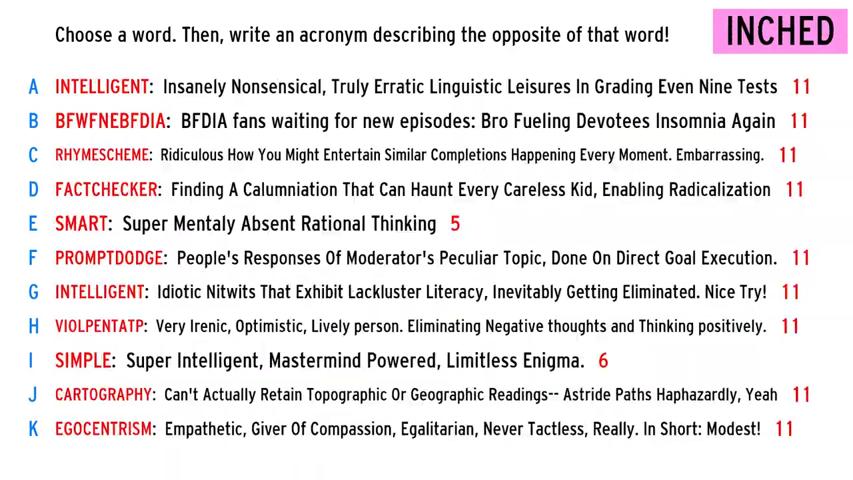 Choose a word. Then, write an acronym describing the opposite of that word!
INCHED
A INTELLIGENT: Insanely Nonsensical, Truly Erratic Linguistic Leisures In Grading Even Nine Tests 11
B BFWFNEBFDIA: BFDIA fans waiting for new episodes: Bro Fueling Devotees Insomnia Again 11
C RHYMESCHEME: Ridiculous How You Might Entertain Similar Completions Happening Every Moment. Embarrassing. 11
D FACTCHECKER: Finding A Calumniation That Can Haunt Every Careless Kid, Enabling Radicalization 11
E SMART: Super Mentaly Absent Rational Thinking 5
F PROMPTDODGE: People's Responses Of Moderator's Peculiar Topic, Done On Direct Goal Execution. 11
G INTELLIGENT: Idiotic Nitwits That Exhibit Lackluster Literacy, Inevitably Getting Eliminated. Nice Try! 11
H VIOLPENTATP: Very Irenic, Optimistic, Lively person. Eliminating Negative thoughts and Thinking positively. 11
I SIMPLE: Super Intelligent, Mastermind Powered, Limitless Enigma. 6
J CARTOGRAPHY: Can't Actually Retain Topographic Or Geographic Readings-- Astride Paths Haphazardly, Yeah 11
K EGOCENTRISM: Empathetic, Giver Of Compassion, Egalitarian, Never Tactless, Really. In Short: Modest! 11